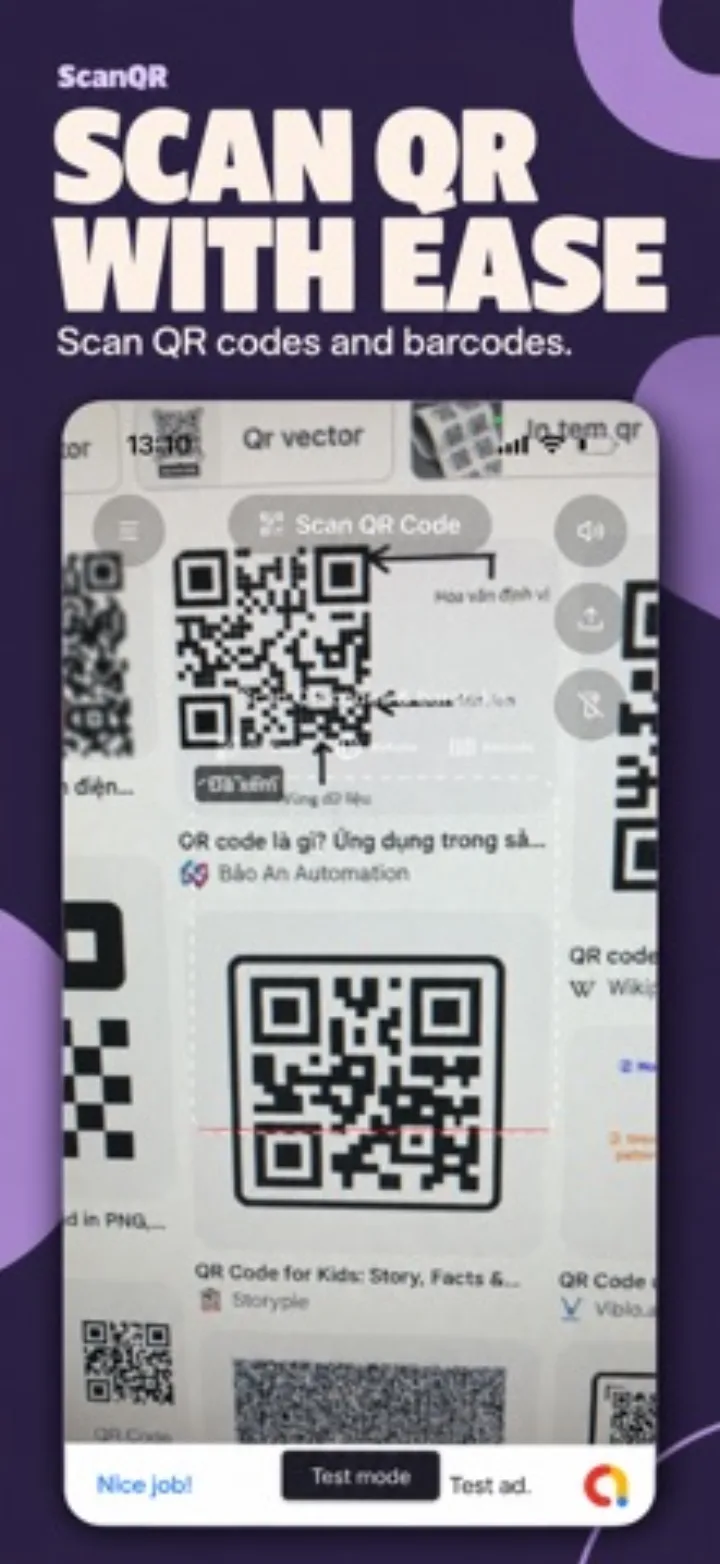 ScanQR
SCAN QR
WITH EASE
Scan QR codes and barcodes.
tor
13:10
Qr vector
In tem qr
Scan QR Code
Hoa văn định vị
Đã xem
Vùng dữ liệu
n điện...
QR code là gì? Ứng dụng trong sả...
Bảo An Automation
QR code
W Wikip
d in PNG,...
QR Code for Kids: Story, Facts &...
Storypie
QR Code
Viblo.a
QR Code
Nice job!
Test mode
Test ad.